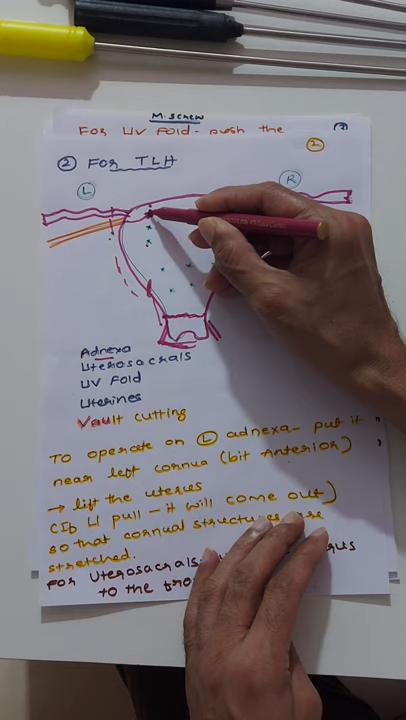 M. screw
For UV Fold - push the
2
② For TLH
L
R
Adnexa
Uterosacrals
UV Fold
Uterines
Vault cutting
To operate on Ⓛ adnexa - put it
near left cornua (bit Anterior)
→ lift the uterus
pull - it will come out)
so that cornual structures are
stretched.
For Uterosacrals
to the